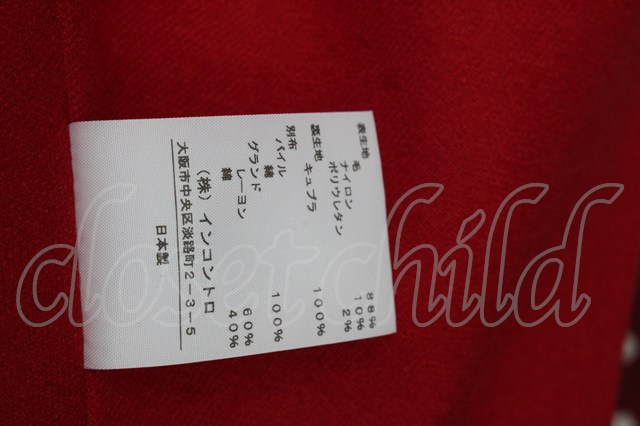 表生地 毛 88%
ナイロン 10%
ポリウレタン 2%
裏生地 キュプラ 100%
別布
パイル 綿 100%
グランド レーヨン 60%
綿 40%
(株) インコントロ
大阪市中央区淡路町2-3-5
日本製
closetchild